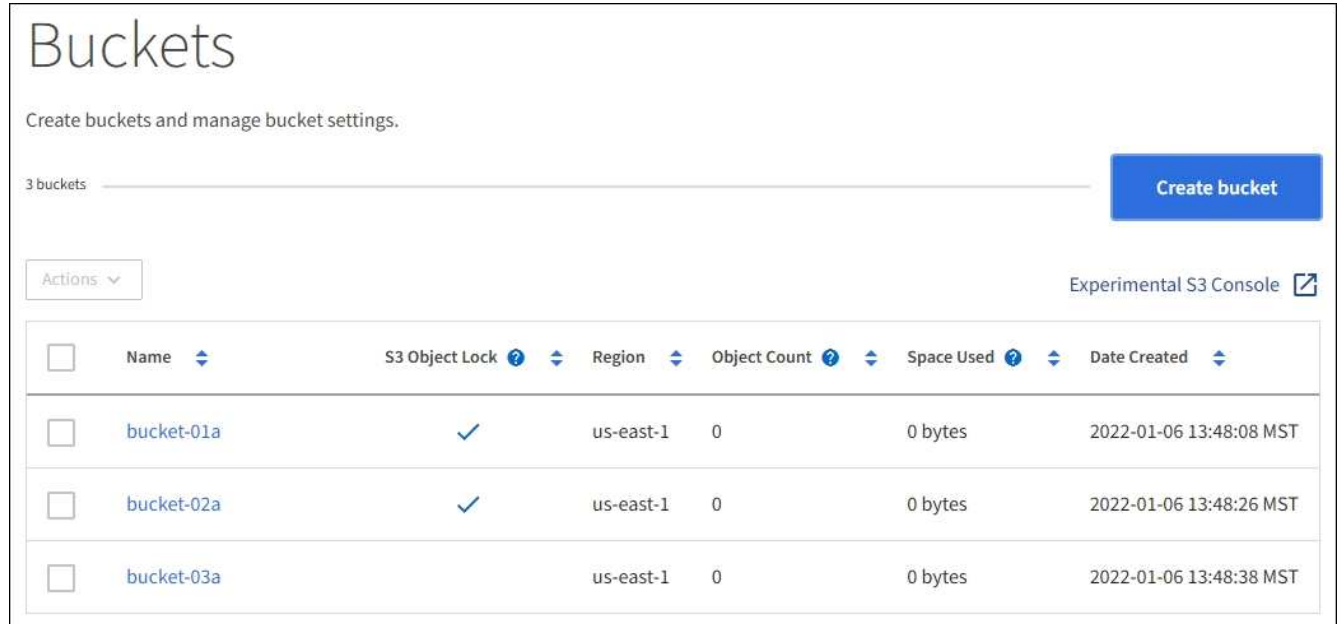 Buckets
Create buckets and manage bucket settings.
3 buckets
Create bucket
Actions
Experimental S3 Console
Name S3 Object Lock ? Region Object Count ? Space Used ? Date Created
bucket-01a us-east-1 0 0 bytes 2022-01-06 13:48:08 MST
bucket-02a us-east-1 0 0 bytes 2022-01-06 13:48:26 MST
bucket-03a us-east-1 0 0 bytes 2022-01-06 13:48:38 MST